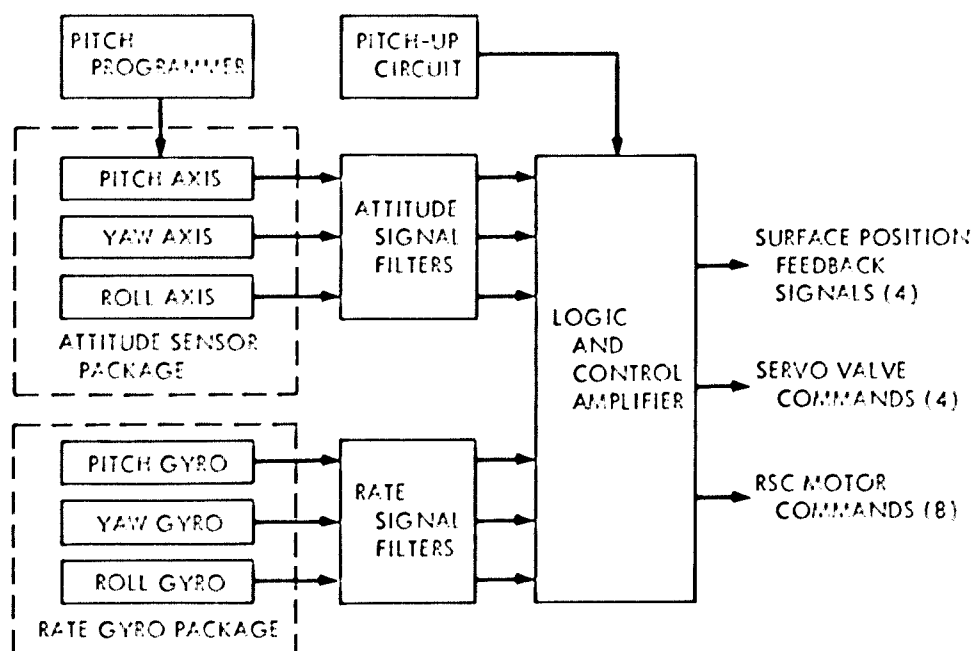 PITCH
PROGRAMMER
PITCH-UP
CIRCUIT
PITCH AXIS
YAW AXIS
ROLL AXIS
ATTITUDE SENSOR
PACKAGE
ATTITUDE
SIGNAL
FILTERS
PITCH GYRO
YAW GYRO
ROLL GYRO
RATE GYRO PACKAGE
RATE
SIGNAL
FILTERS
LOGIC
AND
CONTROL
AMPLIFIER
SURFACE POSITION
FEEDBACK
SIGNALS (4)
SERVO VALVE
COMMANDS (4)
RSC MOTOR
COMMANDS (8)